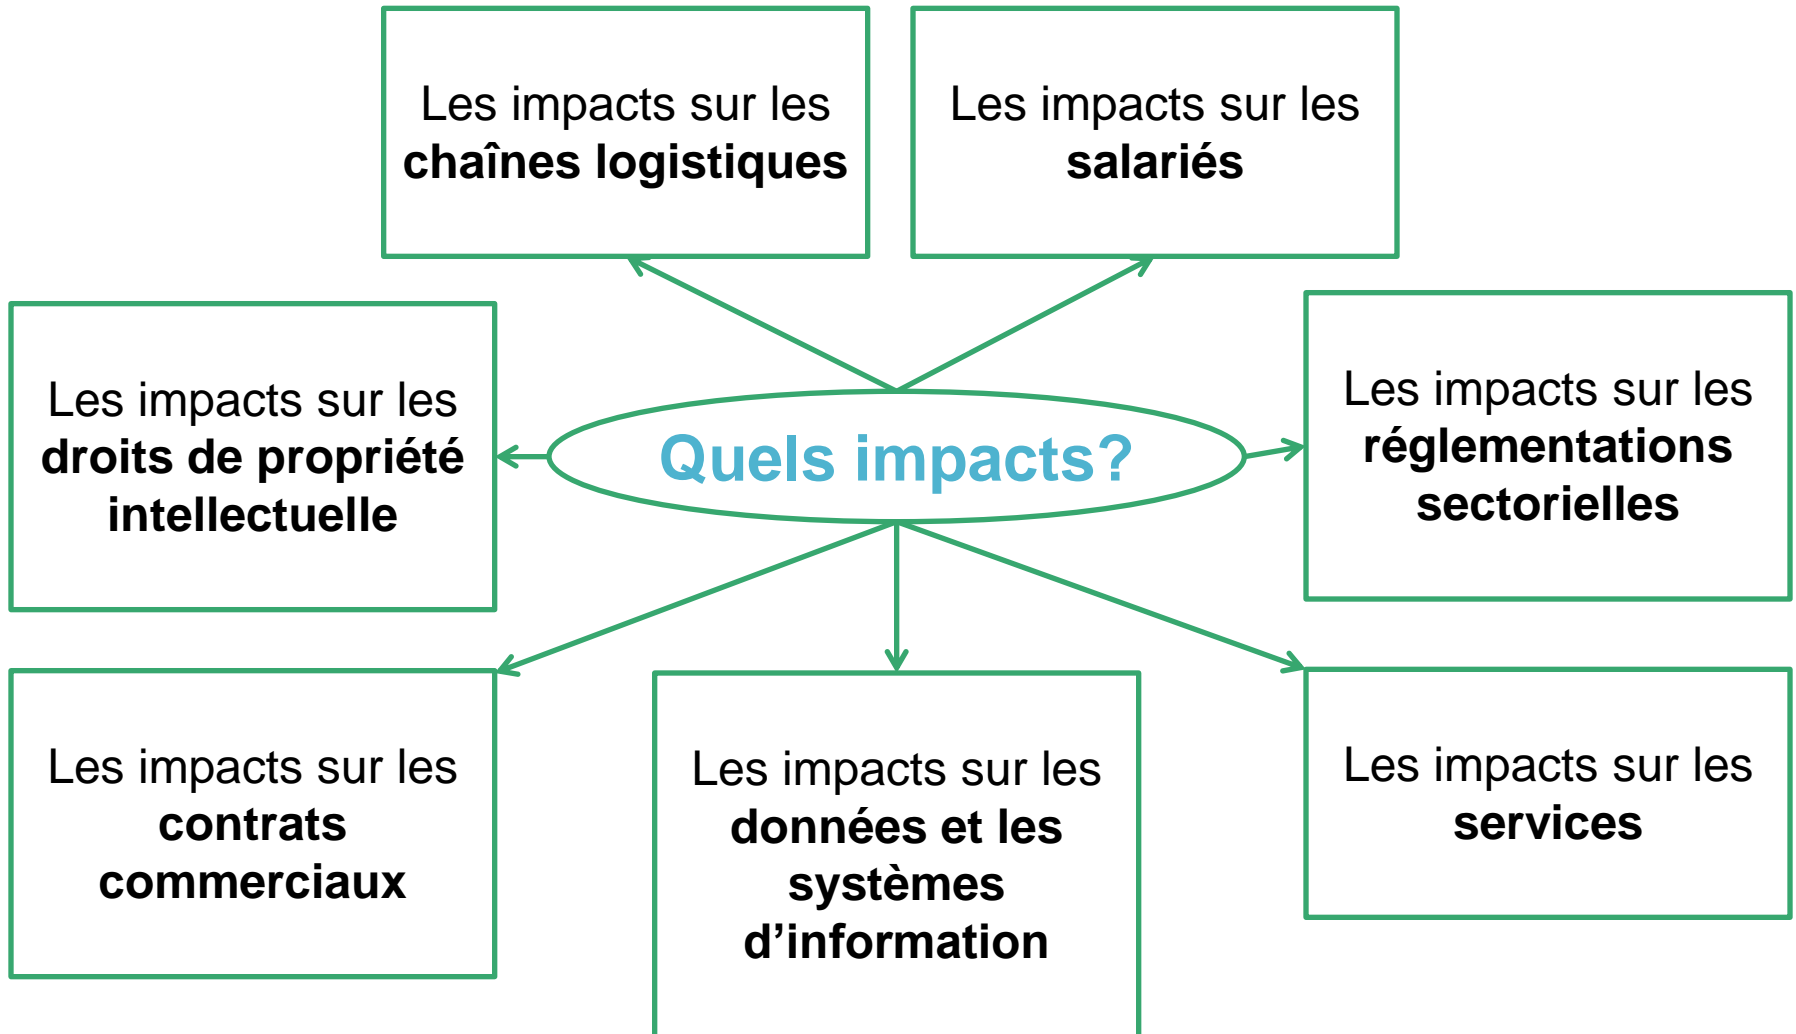 Les impacts sur les
chaînes logistiques
Les impacts sur les
salariés
Les impacts sur les
droits de propriété
intellectuelle
Quels impacts?
Les impacts sur les
réglementations
sectorielles
Les impacts sur les
contrats
commerciaux
Les impacts sur les
données et les
systèmes
d’information
Les impacts sur les
services